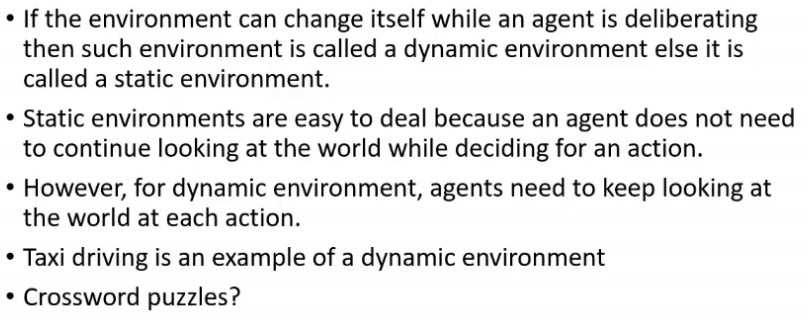 • If the environment can change itself while an agent is deliberating
then such environment is called a dynamic environment else it is
called a static environment.
• Static environments are easy to deal because an agent does not need
to continue looking at the world while deciding for an action.
• However, for dynamic environment, agents need to keep looking at
the world at each action.
• Taxi driving is an example of a dynamic environment
• Crossword puzzles?